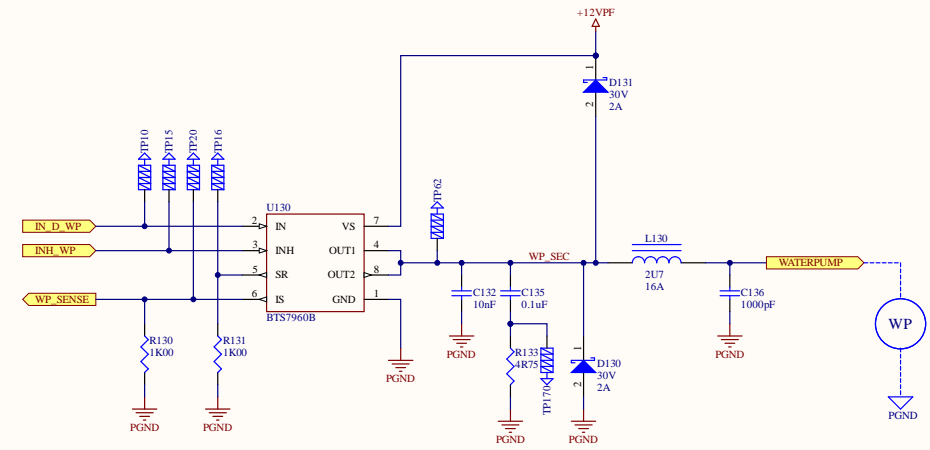 +12VPF
1
D131
30V
2
2A
TP10
TP15
TP20
TP16
TP62
U130
IN_D_WP
2
IN
VS
7
INH_WP
3
INH
OUT1
4
WP_SEC
L130
WATERPUMP
5
SR
OUT2
8
2U7
16A
WP_SENSE
6
IS
GND
1
C132
10nF
C135
0.1uF
C136
1000pF
BTS7960B
WP
R130
1K00
R131
1K00
PGND
PGND
R133
4R75
TP170
1
D130
30V
2
2A
PGND
PGND
PGND
PGND
PGND
PGND